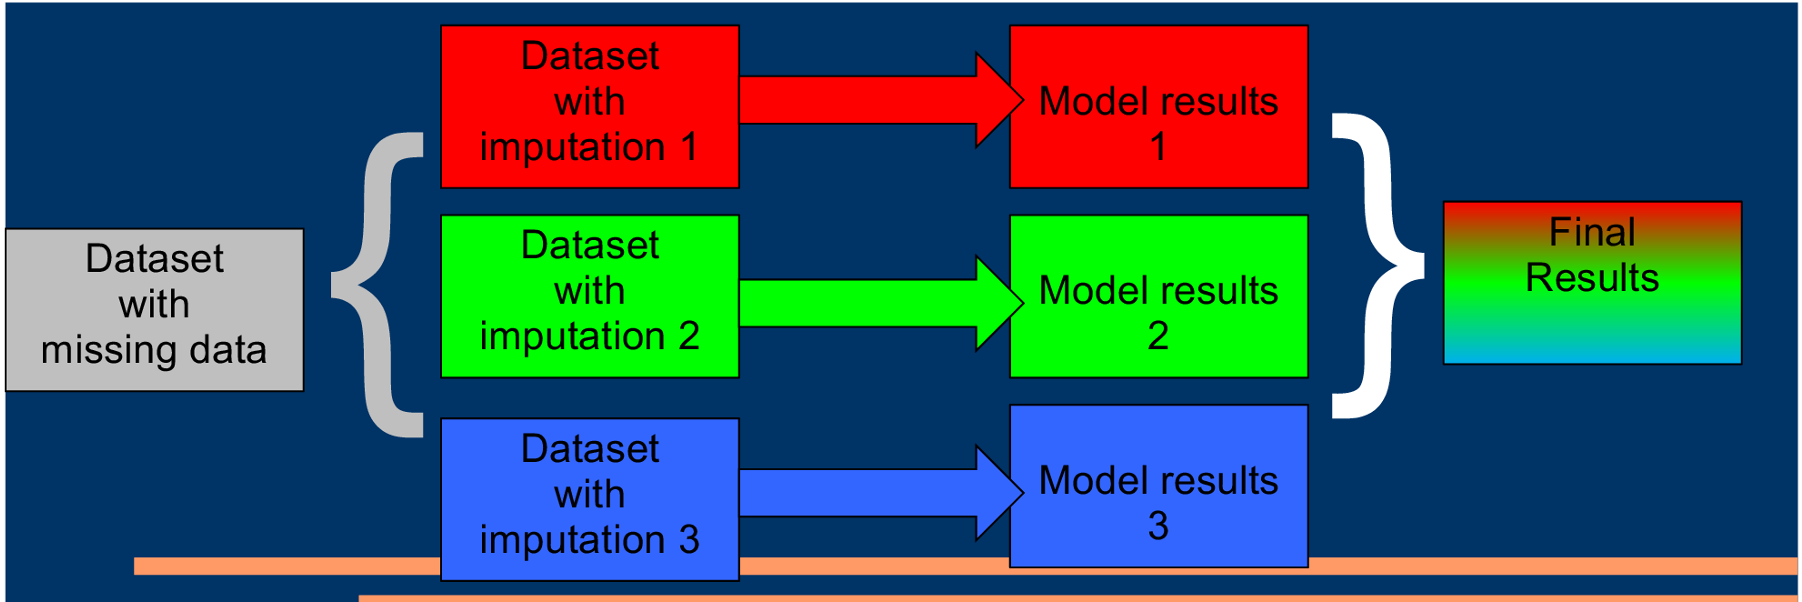 Dataset
with
missing data
Dataset
with
imputation 1
Model results
1
Dataset
with
imputation 2
Model results
2
Dataset
with
imputation 3
Model results
3
Final
Results